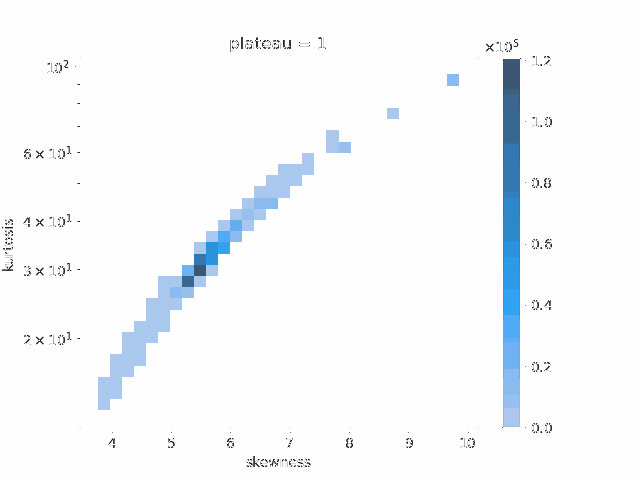 plateau = 1
×10⁵
10²
6 × 10¹
4 × 10¹
3 × 10¹
2 × 10¹
kurtosis
4 5 6 7 8 9 10
skewness
1.2
1.0
0.8
0.6
0.4
0.2
0.0